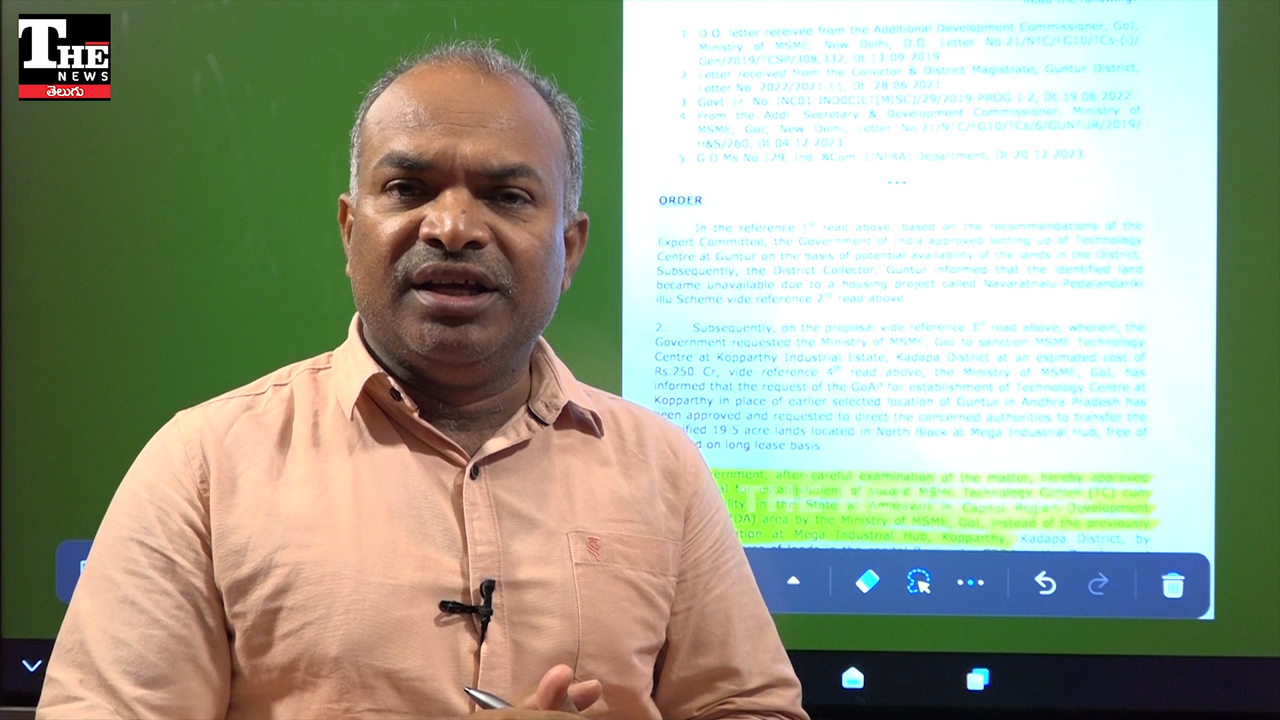 THE
NEWS
తెలుగు
Read the following:
1. D.O. letter received from the Additional Development Commissioner, GoI,
Ministry of MSME, New Delhi, D.O. Letter No.21/NTC/FG10/TCs-(i)/
Gen/2019/TCSP/308,332, Dt.13.09.2019
2. Letter received from the Collector & District Magistrate, Guntur District,
Letter No. 2022/2021 E1, Dt. 28.06.2021
3. Govt. Lr. No. INC01-INDOCIET(MISC)/29/2019-PROG-I-2, Dt.19.08.2022
4. From the Addl. Secretary & Development Commissioner, Ministry of
MSME, GoI, New Delhi, Letter No.21/NTC/FG10/TCs/6/GUNTUR/2019/
H&S/260, Dt.04.12.2023
5. G.O.Ms.No.129, Ind. &Com. (INFRA) Department, Dt.20.12.2023
...
ORDER
In the reference 1st read above, based on the recommendations of the
Expert Committee, the Government of India approved setting up of Technology
Centre at Guntur on the basis of potential availability of the lands in the District.
Subsequently, the District Collector, Guntur informed that the identified land
became unavailable due to a housing project called Navaratnalu-Pedalandariki
illu Scheme vide reference 2nd read above.
2. Subsequently, on the proposal vide reference 3rd read above, wherein, the
Government requested the Ministry of MSME, GoI to sanction MSME Technology
Centre at Kopparthy Industrial Estate, Kadapa District at an estimated cost of
Rs.250 Cr, vide reference 4th read above, the Ministry of MSME, GoI, has
informed that the request of the GoAP for establishment of Technology Centre at
Kopparthy in place of earlier selected location of Guntur in Andhra Pradesh has
been approved and requested to direct the concerned authorities to transfer the
ified 19.5 acre lands located in North Block at Mega Industrial Hub, free of
d on long lease basis.
ernment, after careful examination of the matter, hereby approved
al for establishment of second MSME Technology Centre (TC) cum
ility in the State at Amaravati in Capital Region Development
DA) area by the Ministry of MSME, GoI, instead of the previously
tion at Mega Industrial Hub, Kopparthy, Kadapa District, by